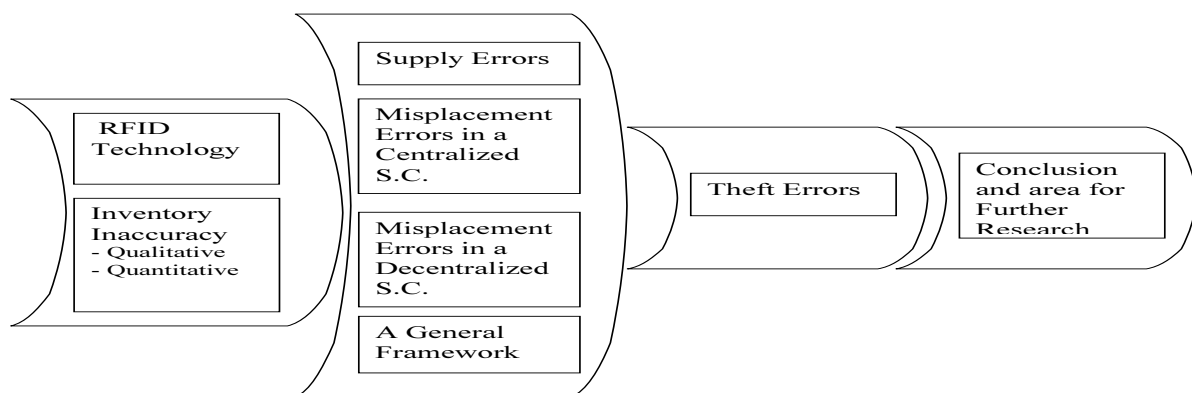 RFID
Technology
Inventory
Inaccuracy
- Qualitative
- Quantitative
Supply Errors
Misplacement
Errors in a
Centralized
S.C.
Misplacement
Errors in a
Decentralized
S.C.
A General
Framework
Theft Errors
Conclusion
and area for
Further
Research